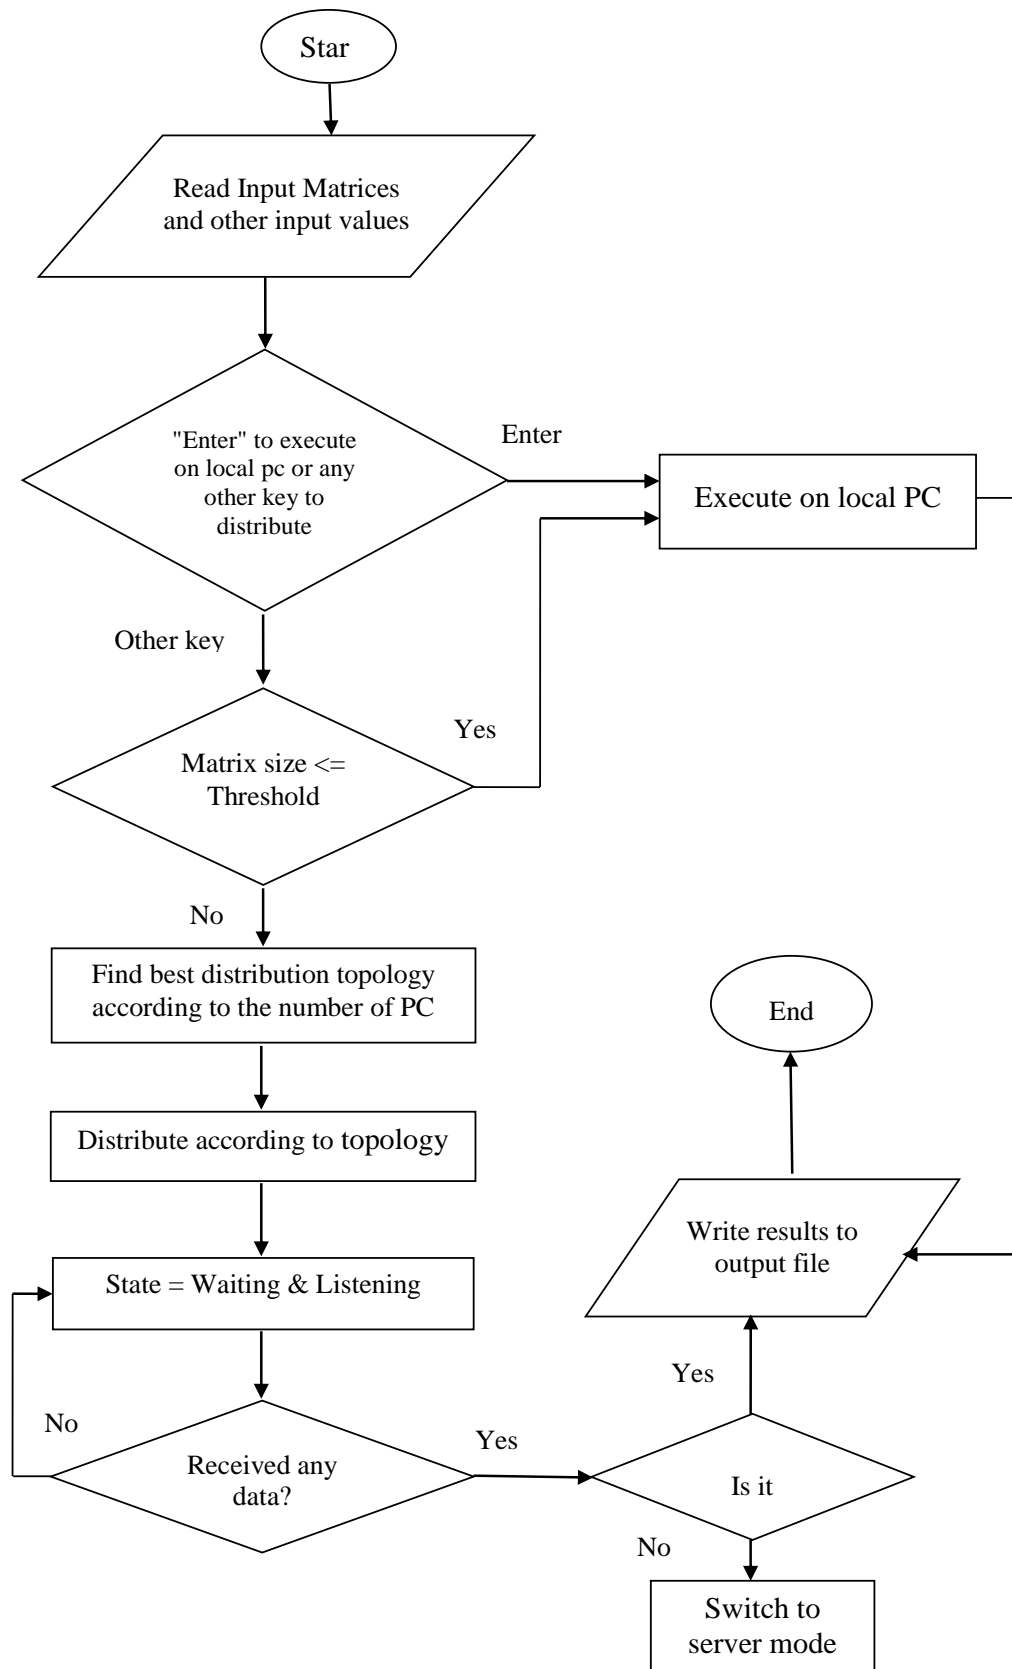 Star
Read Input Matrices
and other input values
"Enter" to execute
on local pc or any
other key to
distribute
Enter
Execute on local PC
Other key
Matrix size <=
Threshold
Yes
No
Find best distribution topology
according to the number of PC
Distribute according to topology
State = Waiting & Listening
No
Received any
data?
Yes
Is it
Yes
No
Write results to
output file
End
Switch to
server mode